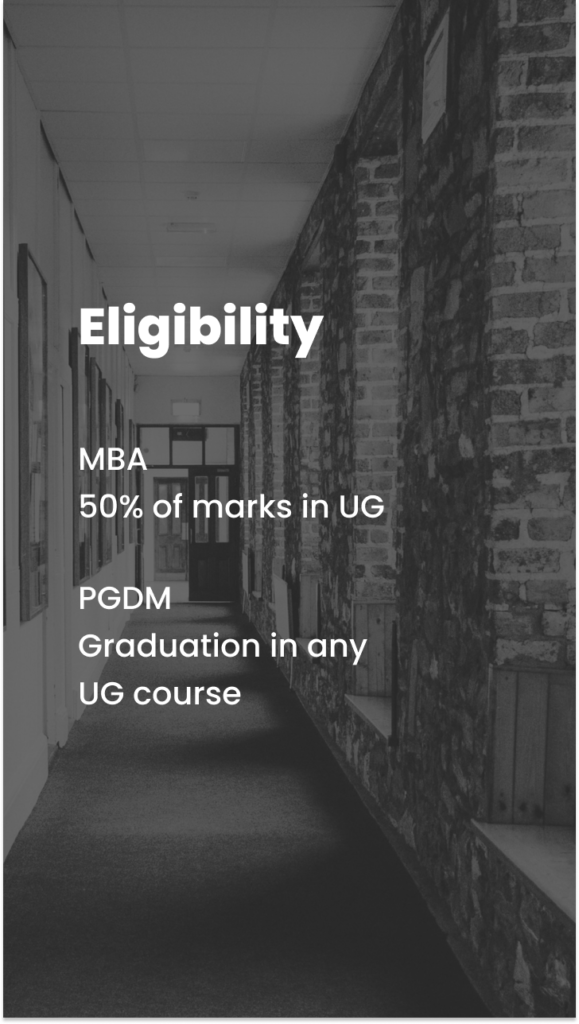 Eligibility
MBA
50% of marks in UG
PGDM
Graduation in any
UG course